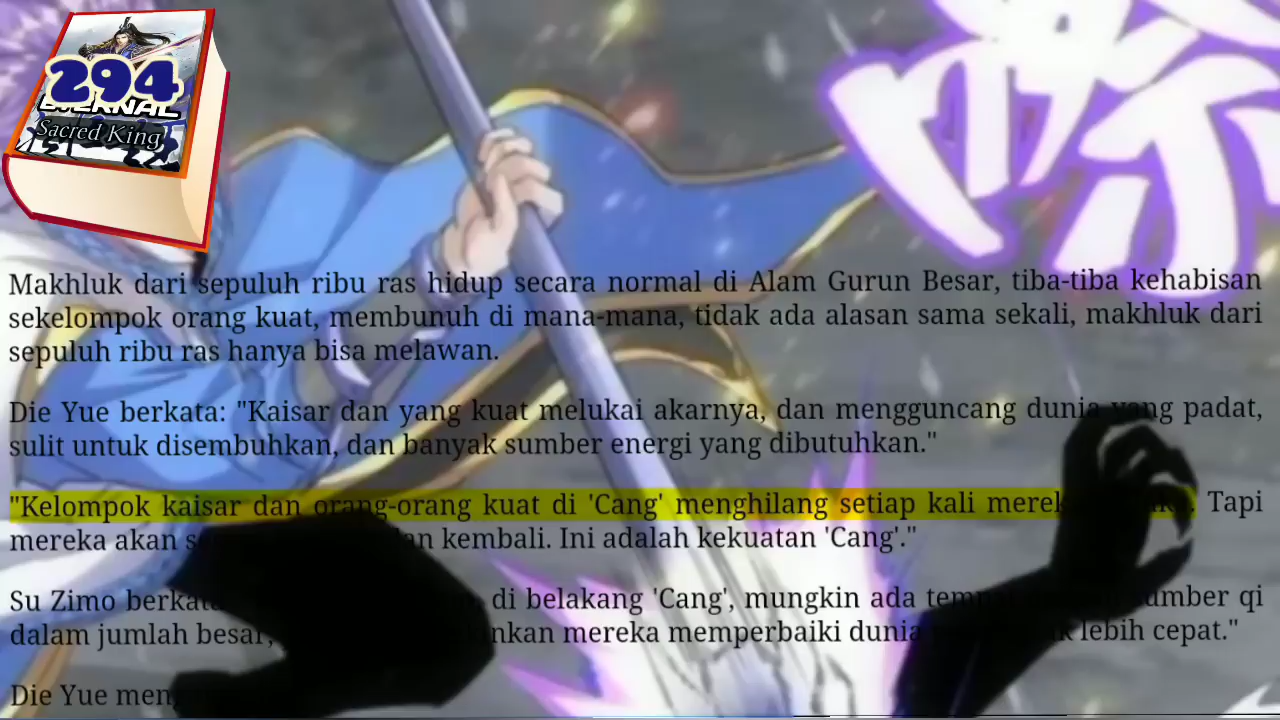 294
ETERNAL
Sacred King
Makhluk dari sepuluh ribu ras hidup secara normal di Alam Gurun Besar, tiba-tiba kehabisan
sekelompok orang kuat, membunuh di mana-mana, tidak ada alasan sama sekali, makhluk dari
sepuluh ribu ras hanya bisa melawan.
Die Yue berkata: "Kaisar dan yang kuat melukai akarnya, dan mengguncang dunia yang padat,
sulit untuk disembuhkan, dan banyak sumber energi yang dibutuhkan."
"Kelompok kaisar dan orang-orang kuat di 'Cang' menghilang setiap kali Tapi
mereka akan kembali. Ini adalah kekuatan 'Cang'."
Su Zimo berkata di belakang 'Cang', mungkin ada sumber qi
dalam jumlah besar, mereka memperbaiki dunia lebih cepat."
Die Yue